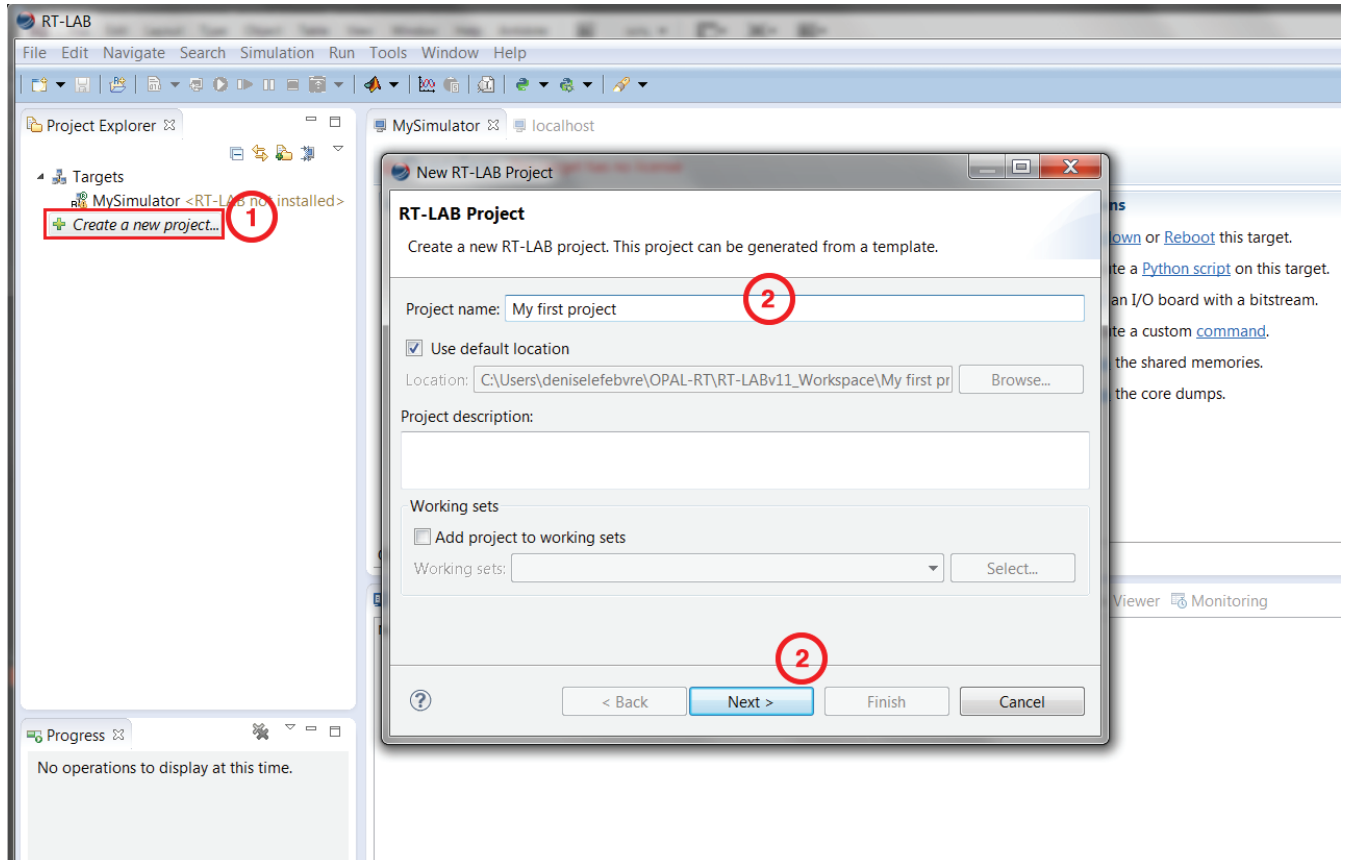 RT-LAB
File Edit Navigate Search Simulation Run Tools Window Help
Project Explorer
Targets
MySimulator <RT-LAB not installed>
1
Create a new project...
Progress
No operations to display at this time.
MySimulator localhost
New RT-LAB Project
RT-LAB Project
Create a new RT-LAB project. This project can be generated from a template.
2
Project name: My first project
Use default location
Location: C:\Users\deniselefebvre\OPAL-RT\RT-LABv11_Workspace\My first pr Browse...
Project description:
Working sets
Add project to working sets
Working sets: Select...
2
< Back Next > Finish Cancel
ns
own or Reboot this target.
te a Python script on this target.
an I/O board with a bitstream.
te a custom command.
the shared memories.
the core dumps.
Viewer Monitoring